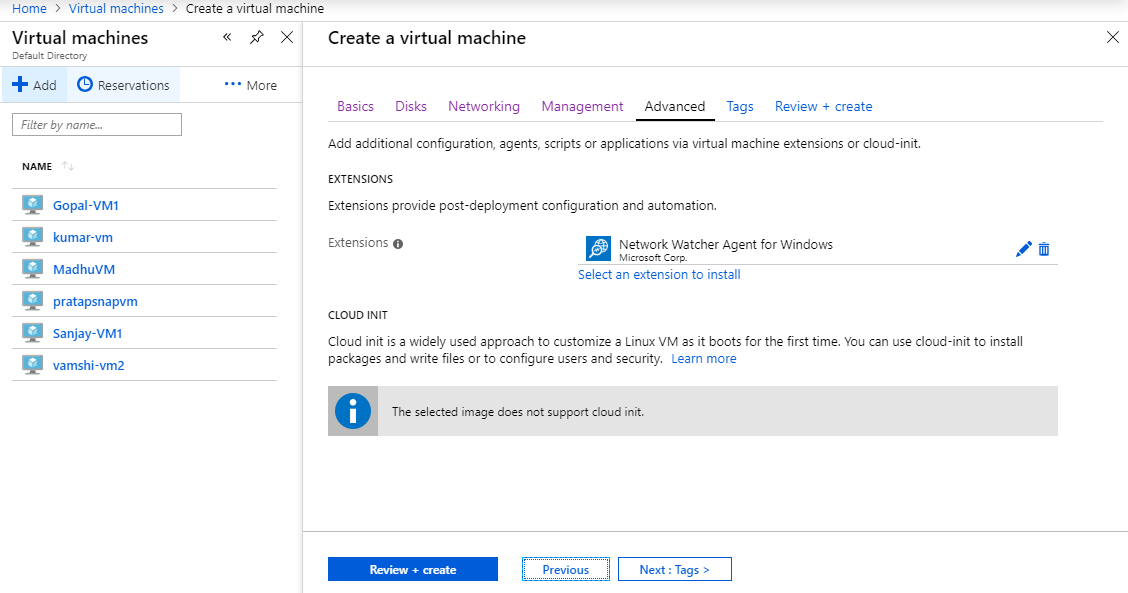 Home > Virtual machines > Create a virtual machine
Virtual machines
Default Directory
Add
Reservations
More
Filter by name...
NAME
Gopal-VM1
kumar-vm
MadhuVM
pratapsnapvm
Sanjay-VM1
vamshi-vm2
Create a virtual machine
Basics Disks Networking Management Advanced Tags Review + create
Add additional configuration, agents, scripts or applications via virtual machine extensions or cloud-init.
EXTENSIONS
Extensions provide post-deployment configuration and automation.
Extensions
Network Watcher Agent for Windows
Microsoft Corp.
Select an extension to install
CLOUD INIT
Cloud init is a widely used approach to customize a Linux VM as it boots for the first time. You can use cloud-init to install
packages and write files or to configure users and security. Learn more
The selected image does not support cloud init.
Review + create
Previous
Next : Tags >